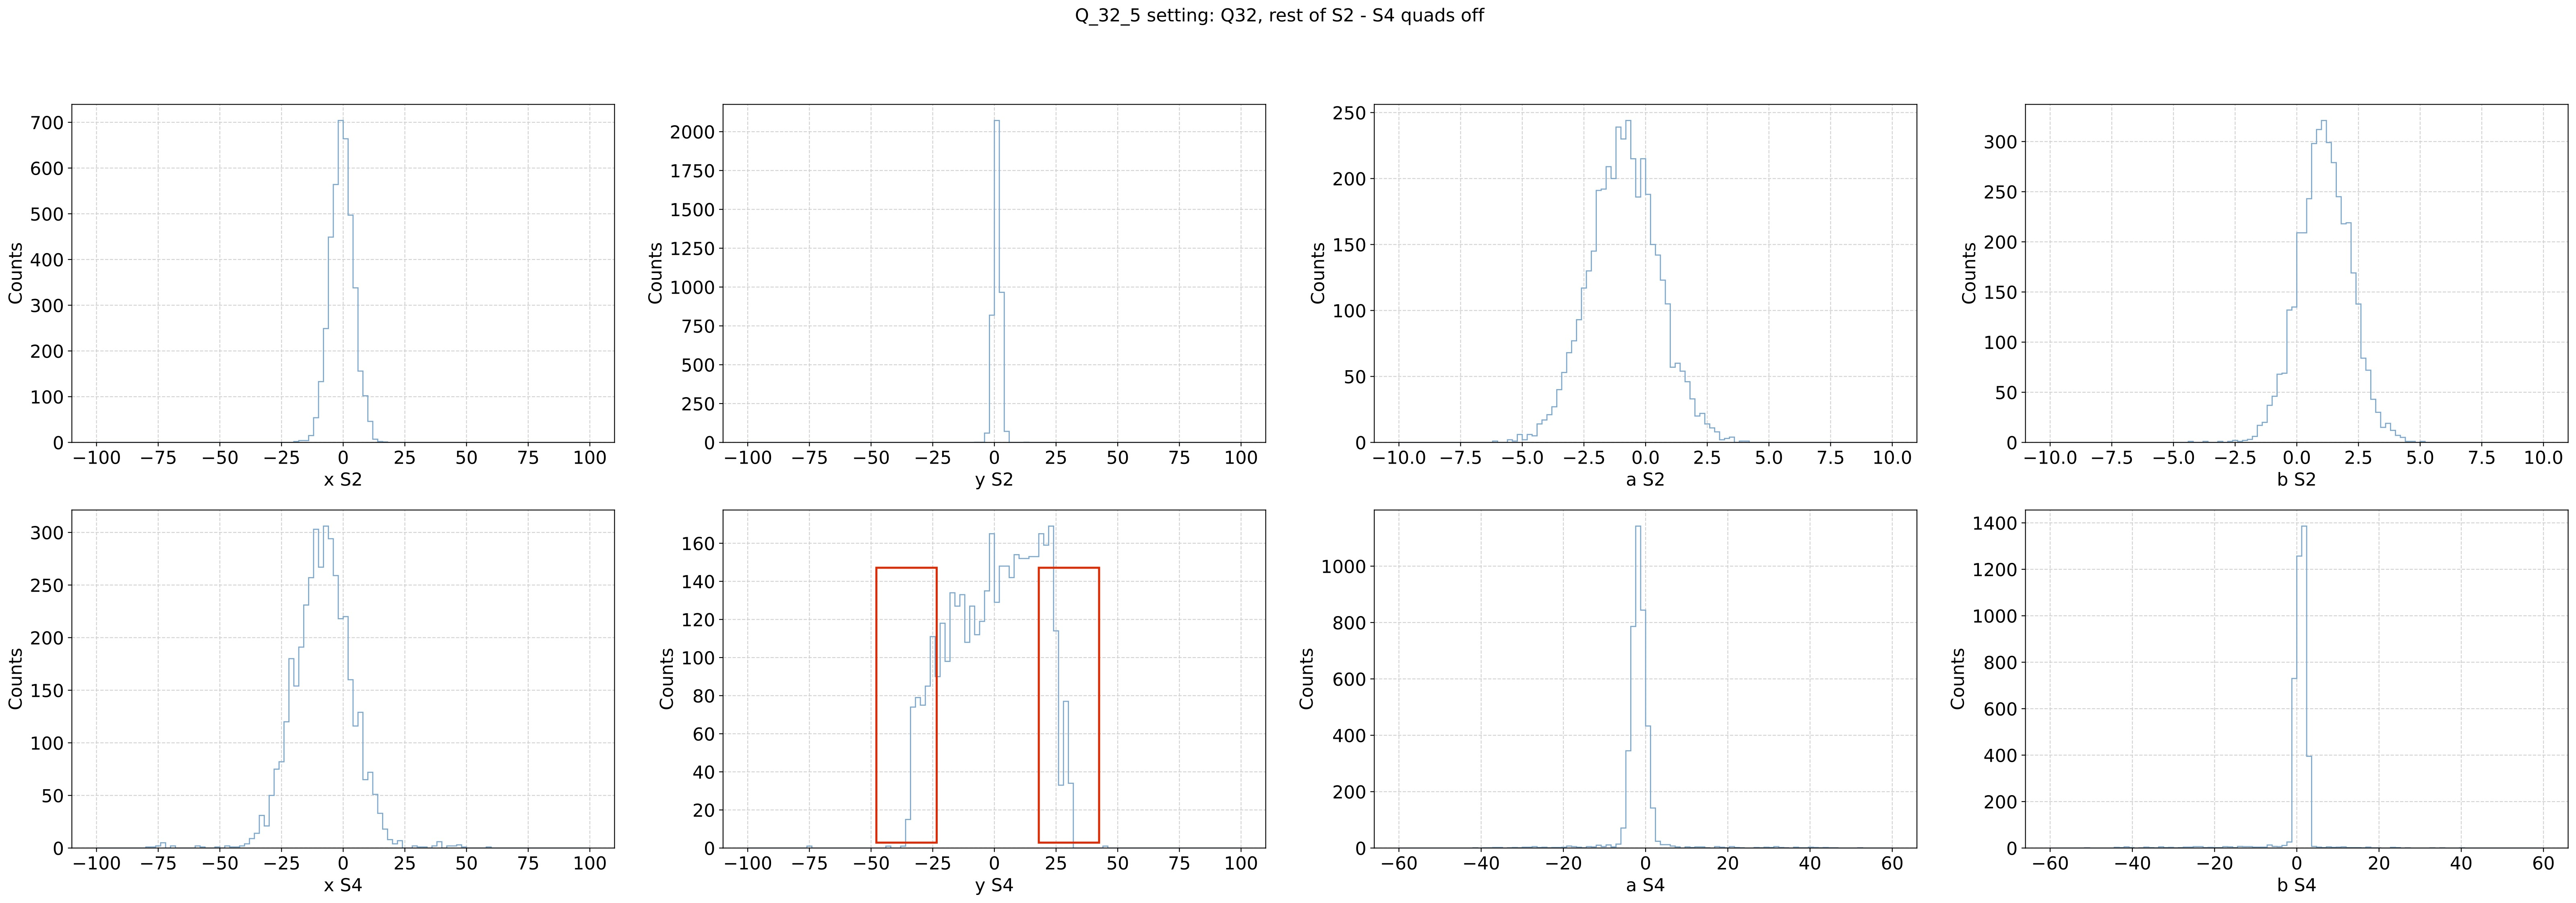 Q_32_5 setting: Q32, rest of S2 - S4 quads off
700
600
500
400
300
200
100
0
Counts
−100 −75 −50 −25 0 25 50 75 100
x S2
2000
1750
1500
1250
1000
750
500
250
0
Counts
−100 −75 −50 −25 0 25 50 75 100
y S2
250
200
150
100
50
0
Counts
−10.0 −7.5 −5.0 −2.5 0.0 2.5 5.0 7.5 10.0
a S2
300
250
200
150
100
50
0
Counts
−10.0 −7.5 −5.0 −2.5 0.0 2.5 5.0 7.5 10.0
b S2
300
250
200
150
100
50
0
Counts
−100 −75 −50 −25 0 25 50 75 100
x S4
160
140
120
100
80
60
40
20
0
Counts
−100 −75 −50 −25 0 25 50 75 100
y S4
1000
800
600
400
200
0
Counts
−60 −40 −20 0 20 40 60
a S4
1400
1200
1000
800
600
400
200
0
Counts
−60 −40 −20 0 20 40 60
b S4